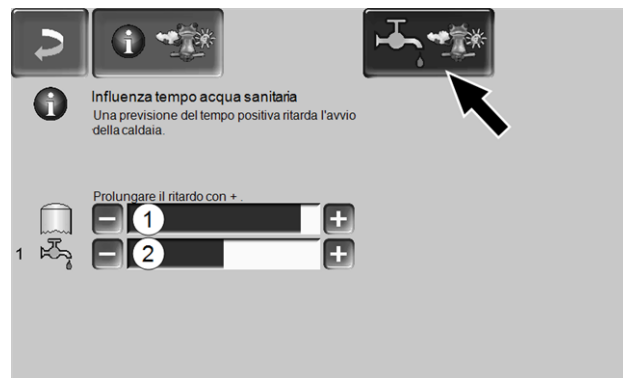 Influenza tempo acqua sanitaria
Una previsione del tempo positiva ritarda l'avvio
della caldaia.
Prolungare il ritardo con + .
1
1 2